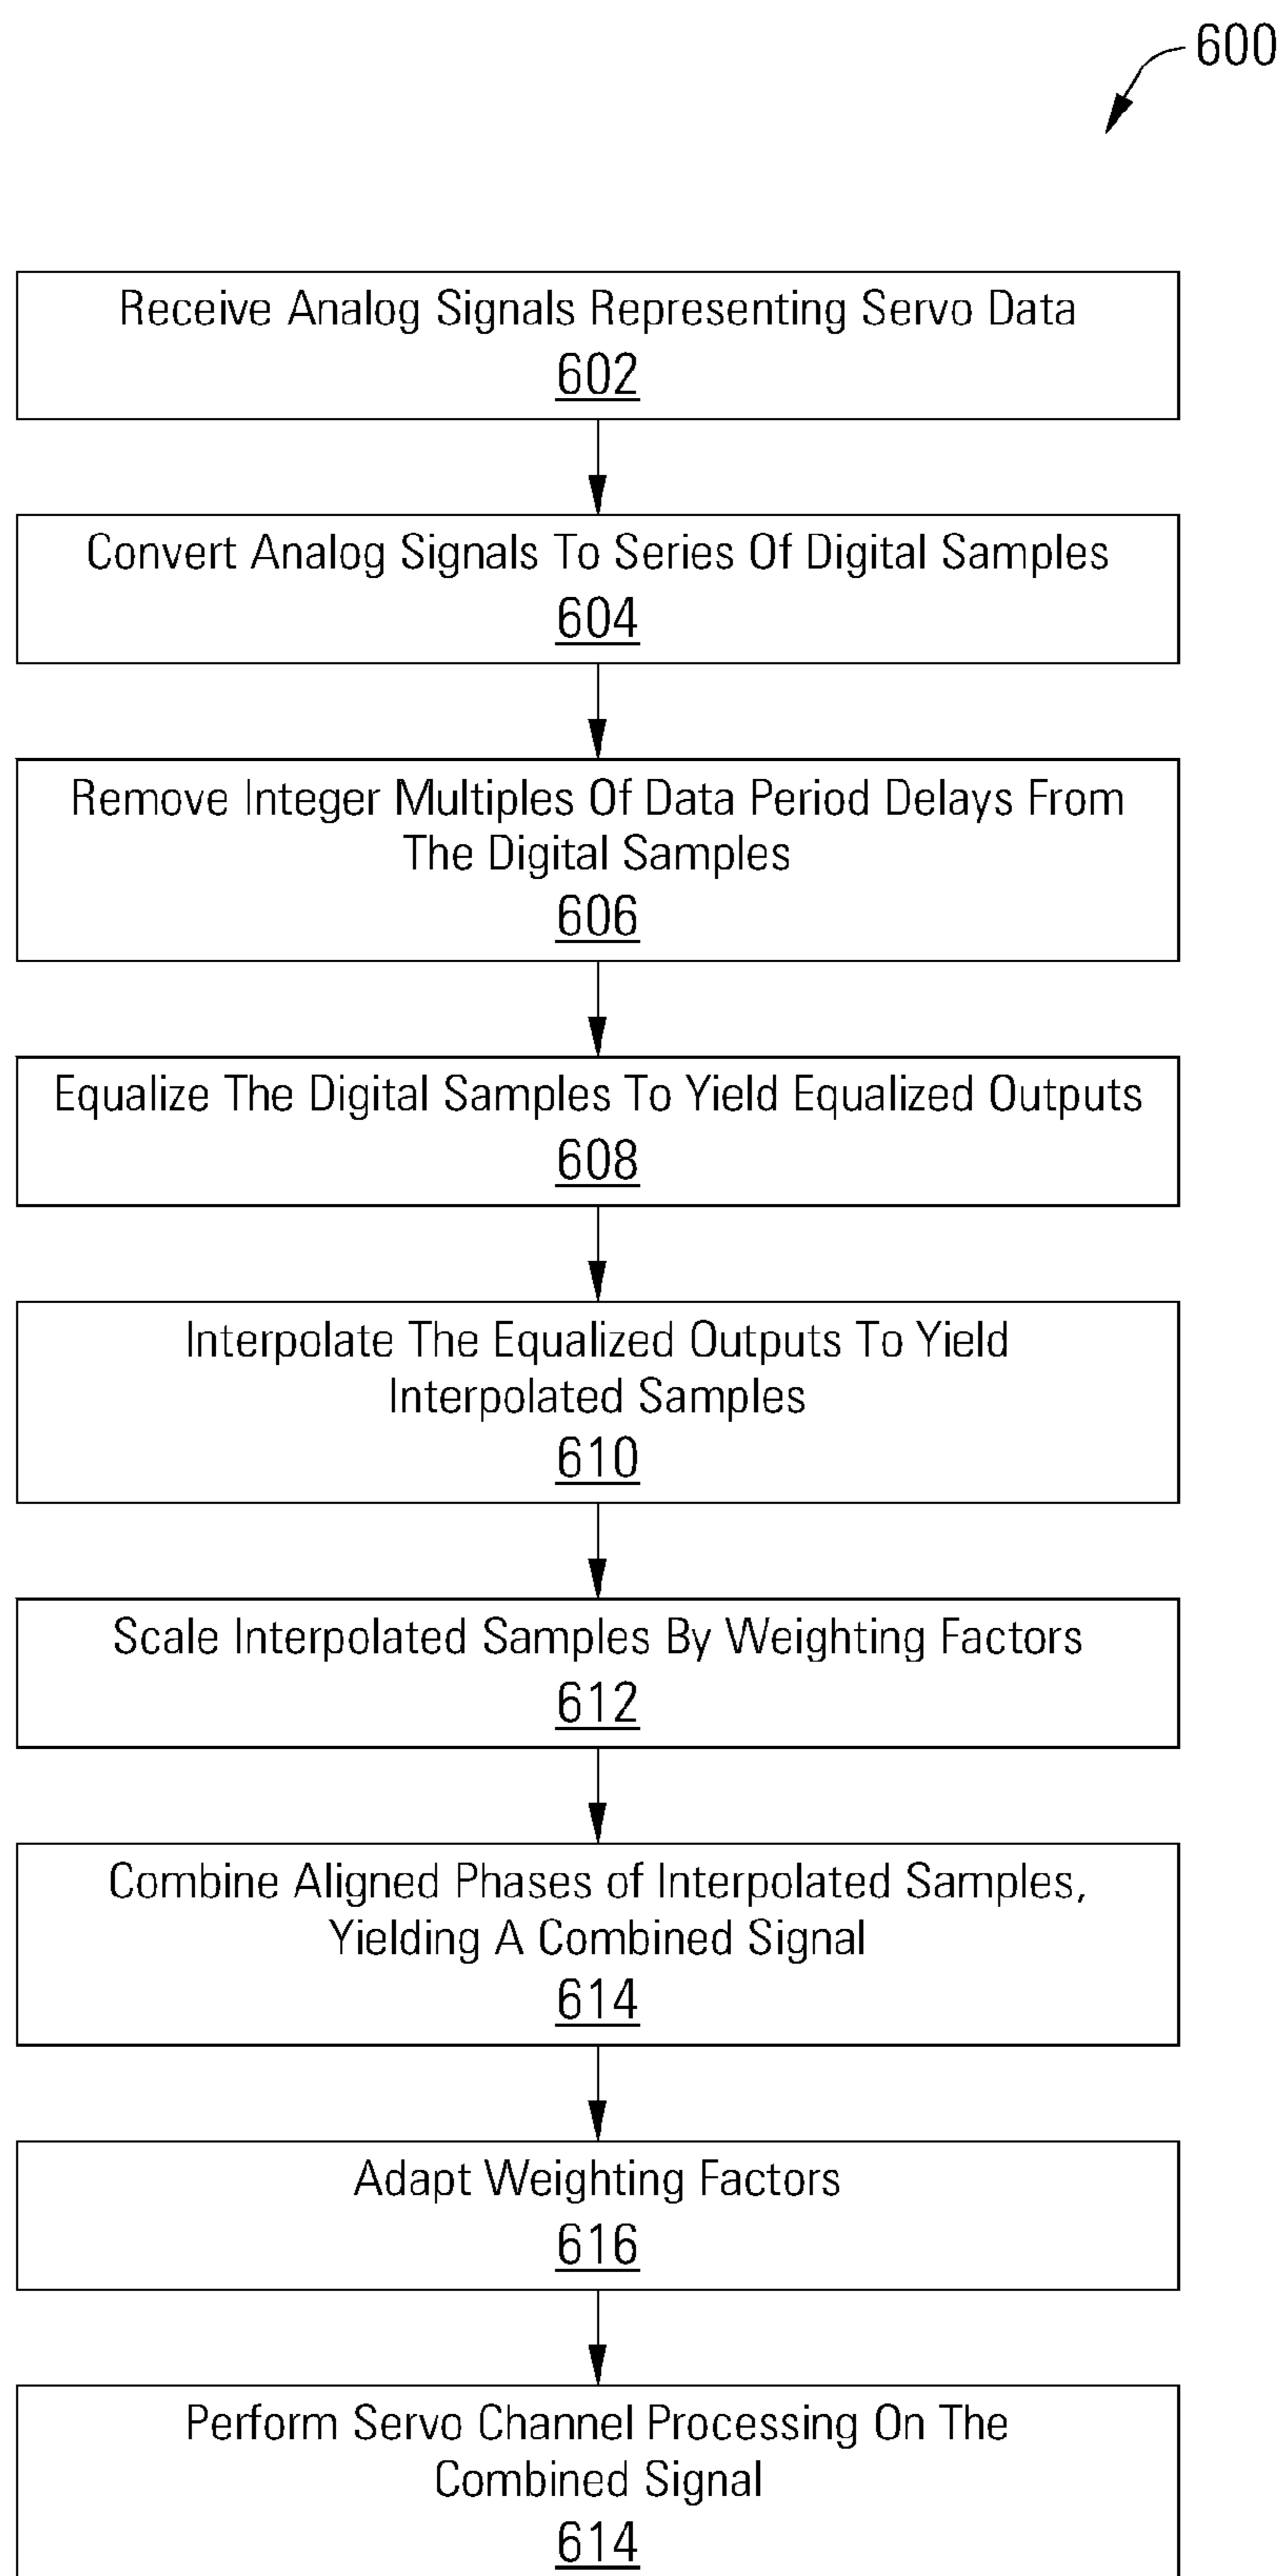 600
Receive Analog Signals Representing Servo Data
602
Convert Analog Signals To Series Of Digital Samples
604
Remove Integer Multiples Of Data Period Delays From
The Digital Samples
606
Equalize The Digital Samples To Yield Equalized Outputs
608
Interpolate The Equalized Outputs To Yield
Interpolated Samples
610
Scale Interpolated Samples By Weighting Factors
612
Combine Aligned Phases of Interpolated Samples,
Yielding A Combined Signal
614
Adapt Weighting Factors
616
Perform Servo Channel Processing On The
Combined Signal
614